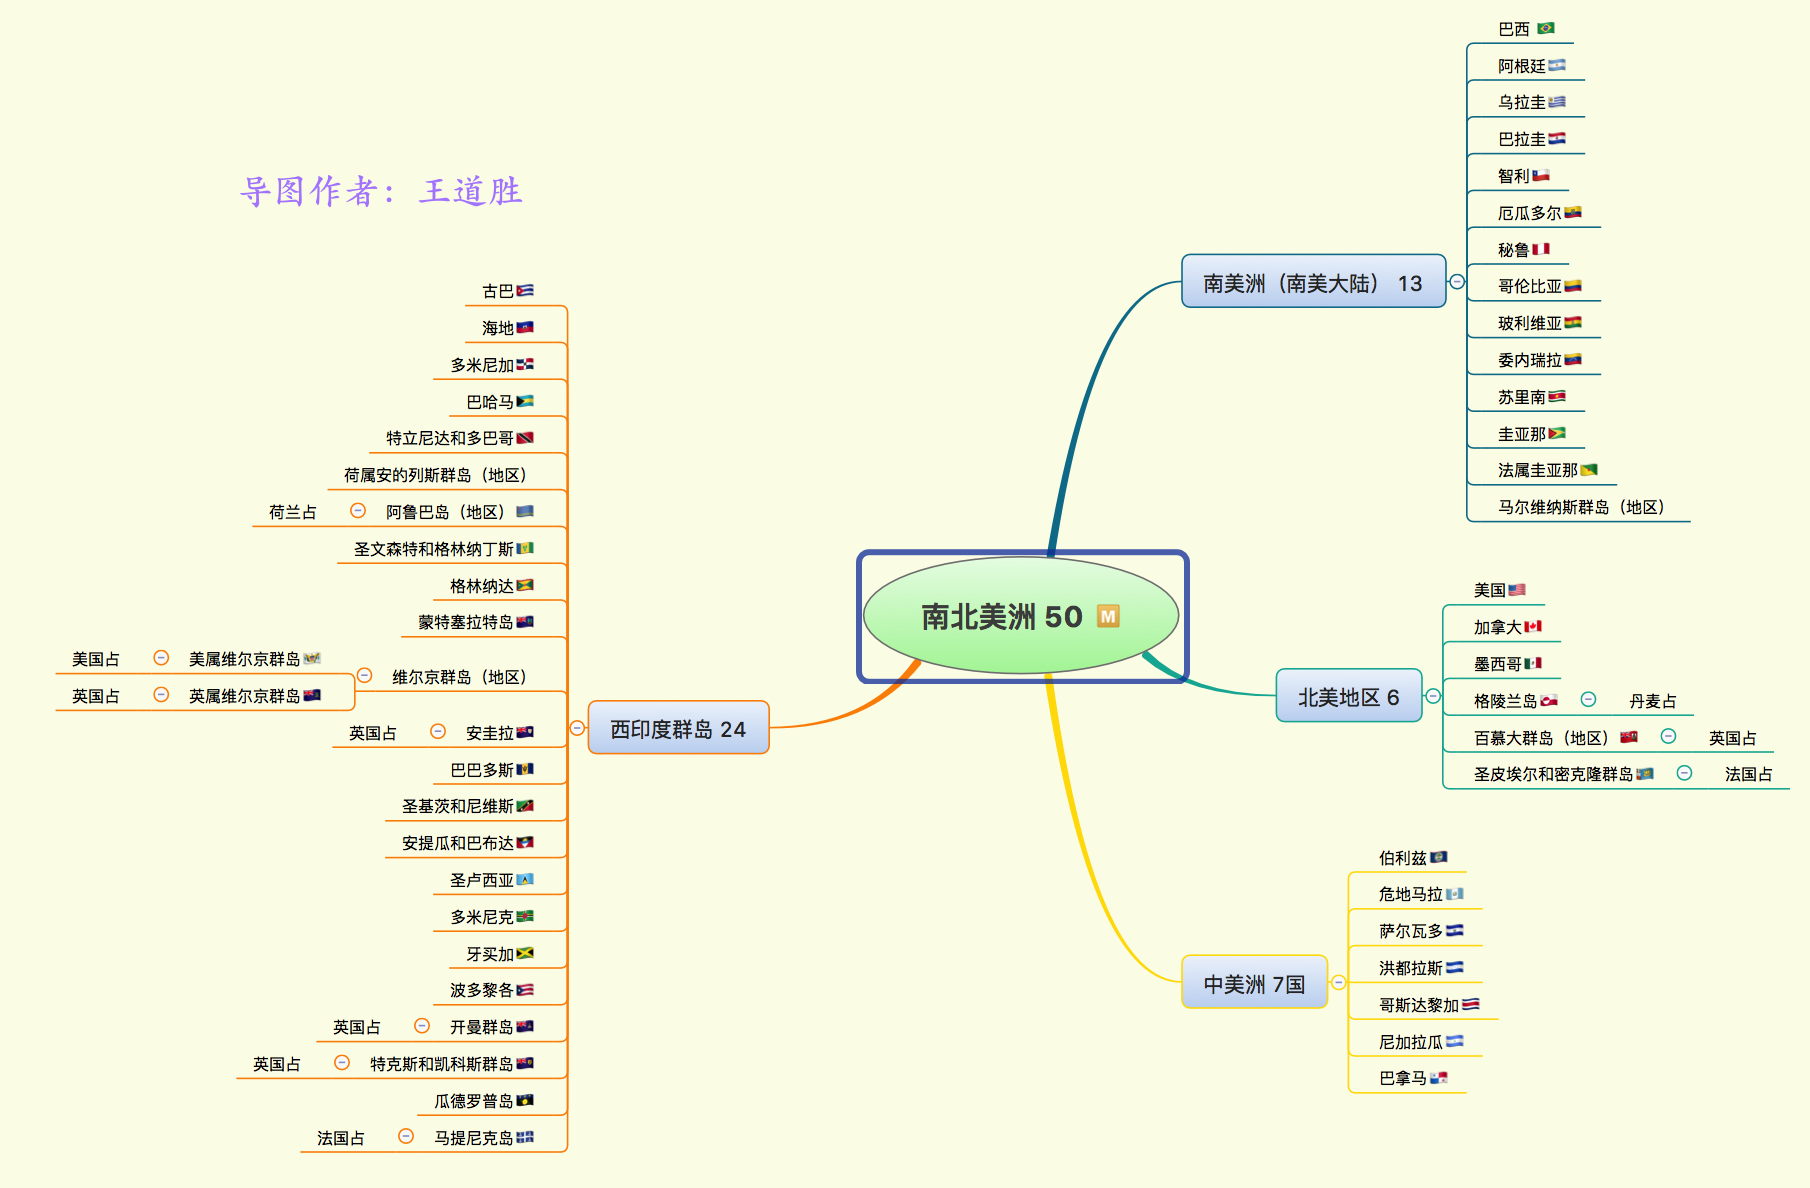 导图作者：王道胜
南北美洲 50 M
南美洲（南美大陆） 13
巴西
阿根廷
乌拉圭
巴拉圭
智利
厄瓜多尔
秘鲁
哥伦比亚
玻利维亚
委内瑞拉
苏里南
圭亚那
法属圭亚那
马尔维纳斯群岛（地区）
北美地区 6
美国
加拿大
墨西哥
格陵兰岛 丹麦占
百慕大群岛（地区） 英国占
圣皮埃尔和密克隆群岛 法国占
中美洲 7国
伯利兹
危地马拉
萨尔瓦多
洪都拉斯
哥斯达黎加
尼加拉瓜
巴拿马
西印度群岛 24
古巴
海地
多米尼加
巴哈马
特立尼达和多巴哥
荷属安的列斯群岛（地区）
荷兰占 阿鲁巴岛（地区）
圣文森特和格林纳丁斯
格林纳达
蒙特塞拉特岛
维尔京群岛（地区）
美国占 美属维尔京群岛
英国占 英属维尔京群岛
英国占 安圭拉
巴巴多斯
圣基茨和尼维斯
安提瓜和巴布达
圣卢西亚
多米尼克
牙买加
波多黎各
英国占 开曼群岛
英国占 特克斯和凯科斯群岛
瓜德罗普岛
法国占 马提尼克岛